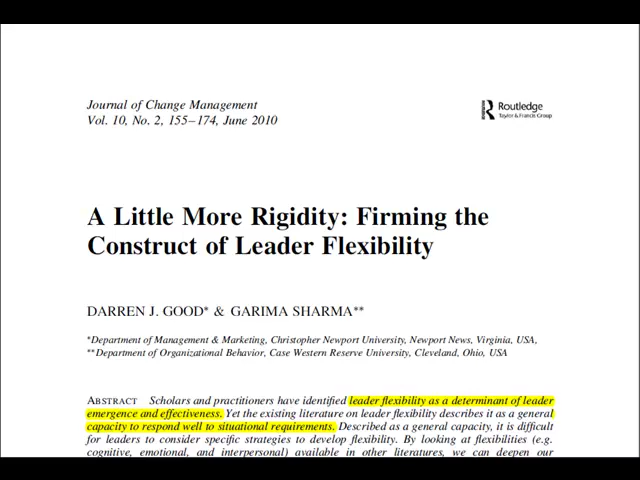 Journal of Change Management
Vol. 10, No. 2, 155–174, June 2010
Routledge
Taylor & Francis Group
A Little More Rigidity: Firming the
Construct of Leader Flexibility
DARREN J. GOOD* & GARIMA SHARMA**
*Department of Management & Marketing, Christopher Newport University, Newport News, Virginia, USA,
**Department of Organizational Behavior, Case Western Reserve University, Cleveland, Ohio, USA
ABSTRACT Scholars and practitioners have identified leader flexibility as a determinant of leader
emergence and effectiveness. Yet the existing literature on leader flexibility describes it as a general
capacity to respond well to situational requirements. Described as a general capacity, it is difficult
for leaders to consider specific strategies to develop flexibility. By looking at flexibilities (e.g.
cognitive, emotional, and interpersonal) available in other literatures, we can deepen our